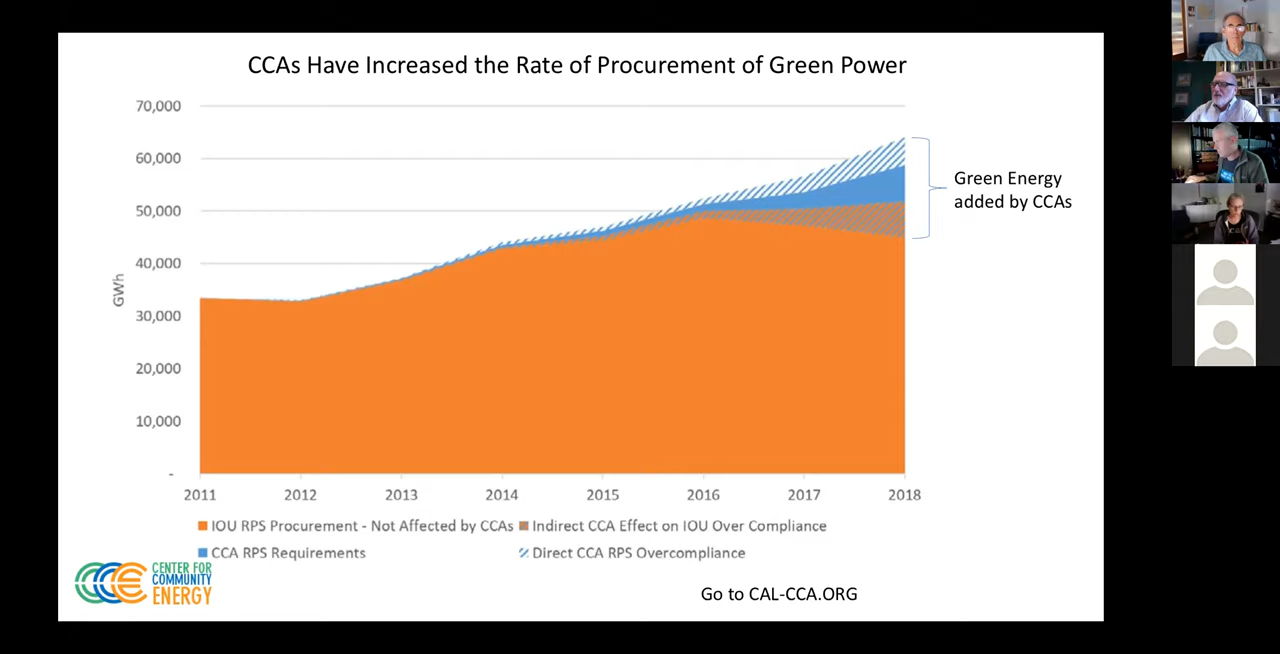 CCAs Have Increased the Rate of Procurement of Green Power
70,000
60,000
50,000
40,000
30,000
20,000
10,000
-
GWh
2011 2012 2013 2014 2015 2016 2017 2018
Green Energy
added by CCAs
IOU RPS Procurement - Not Affected by CCAs Indirect CCA Effect on IOU Over Compliance
CCA RPS Requirements Direct CCA RPS Overcompliance
CENTER FOR
COMMUNITY
ENERGY
Go to CAL-CCA.ORG